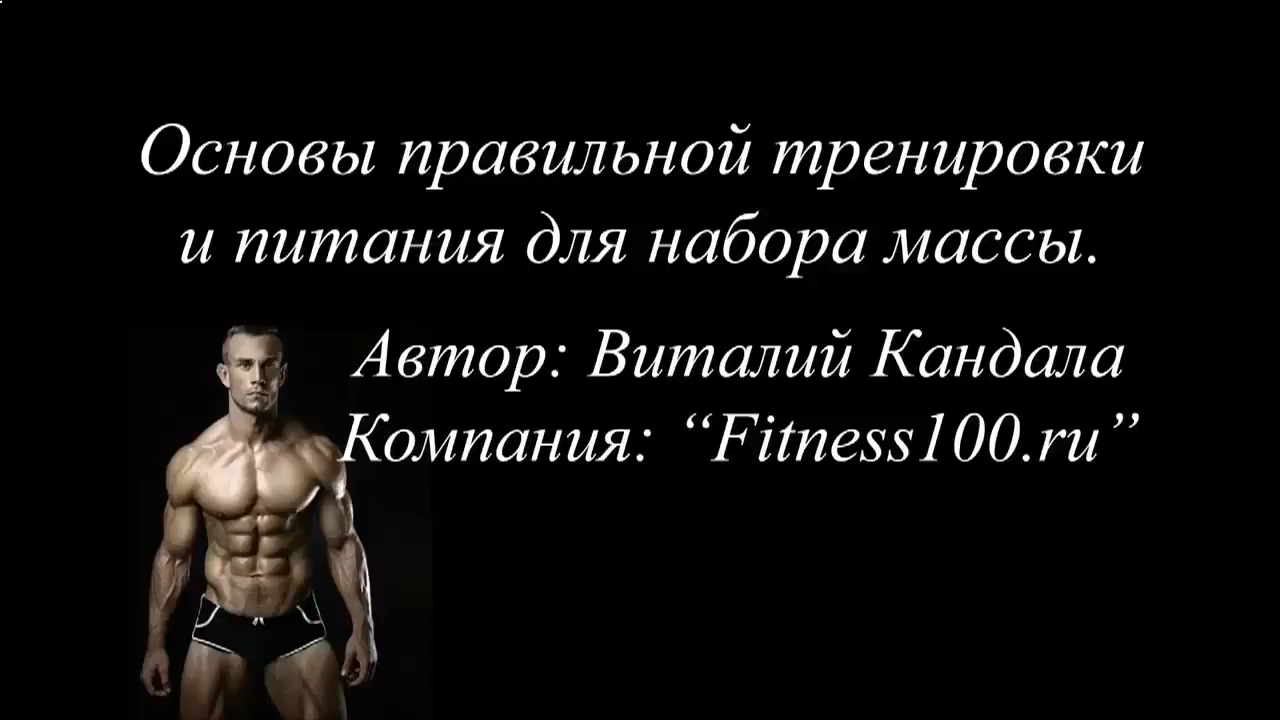 Основы правильной тренировки
и питания для набора массы.
Автор: Виталий Кандала
Компания: “Fitness100.ru”